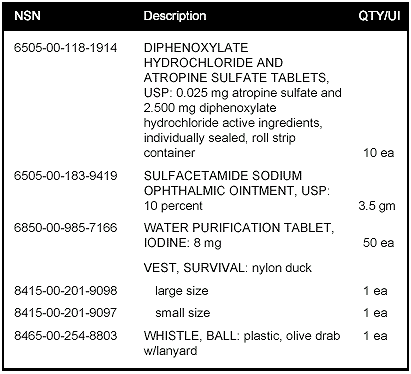 NSN Description QTY/UI
6505-00-118-1914 DIPHENOXYLATE
HYDROCHLORIDE AND
ATROPINE SULFATE TABLETS,
USP: 0.025 mg atropine sulfate and
2.500 mg diphenoxylate
hydrochloride active ingredients,
individually sealed, roll strip
container 10 ea
6505-00-183-9419 SULFACETAMIDE SODIUM
OPHTHALMIC OINTMENT, USP:
10 percent 3.5 gm
6850-00-985-7166 WATER PURIFICATION TABLET,
IODINE: 8 mg 50 ea
VEST, SURVIVAL: nylon duck
8415-00-201-9098 large size 1 ea
8415-00-201-9097 small size 1 ea
8465-00-254-8803 WHISTLE, BALL: plastic, olive drab 1 ea
w/lanyard